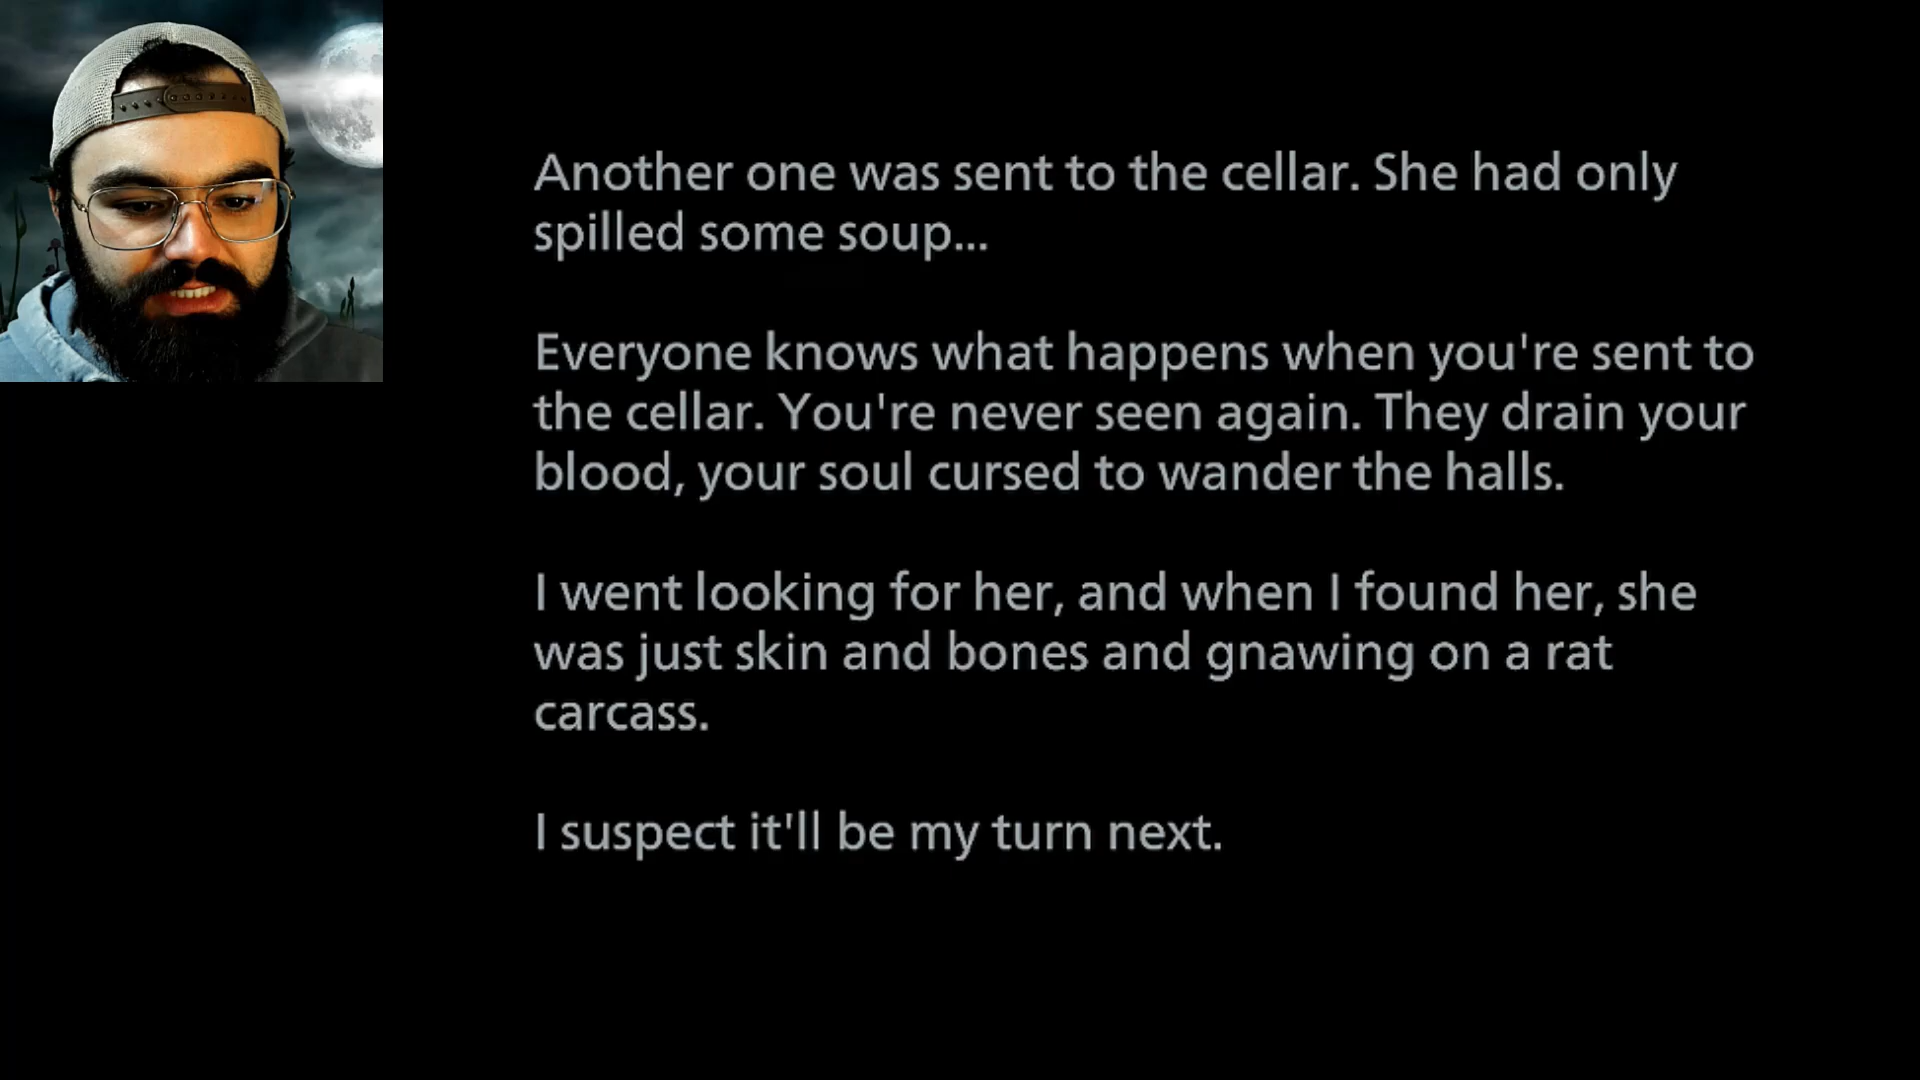 Another one was sent to the cellar. She had only
spilled some soup...
Everyone knows what happens when you're sent to
the cellar. You're never seen again. They drain your
blood, your soul cursed to wander the halls.
I went looking for her, and when I found her, she
was just skin and bones and gnawing on a rat
carcass.
I suspect it'll be my turn next.